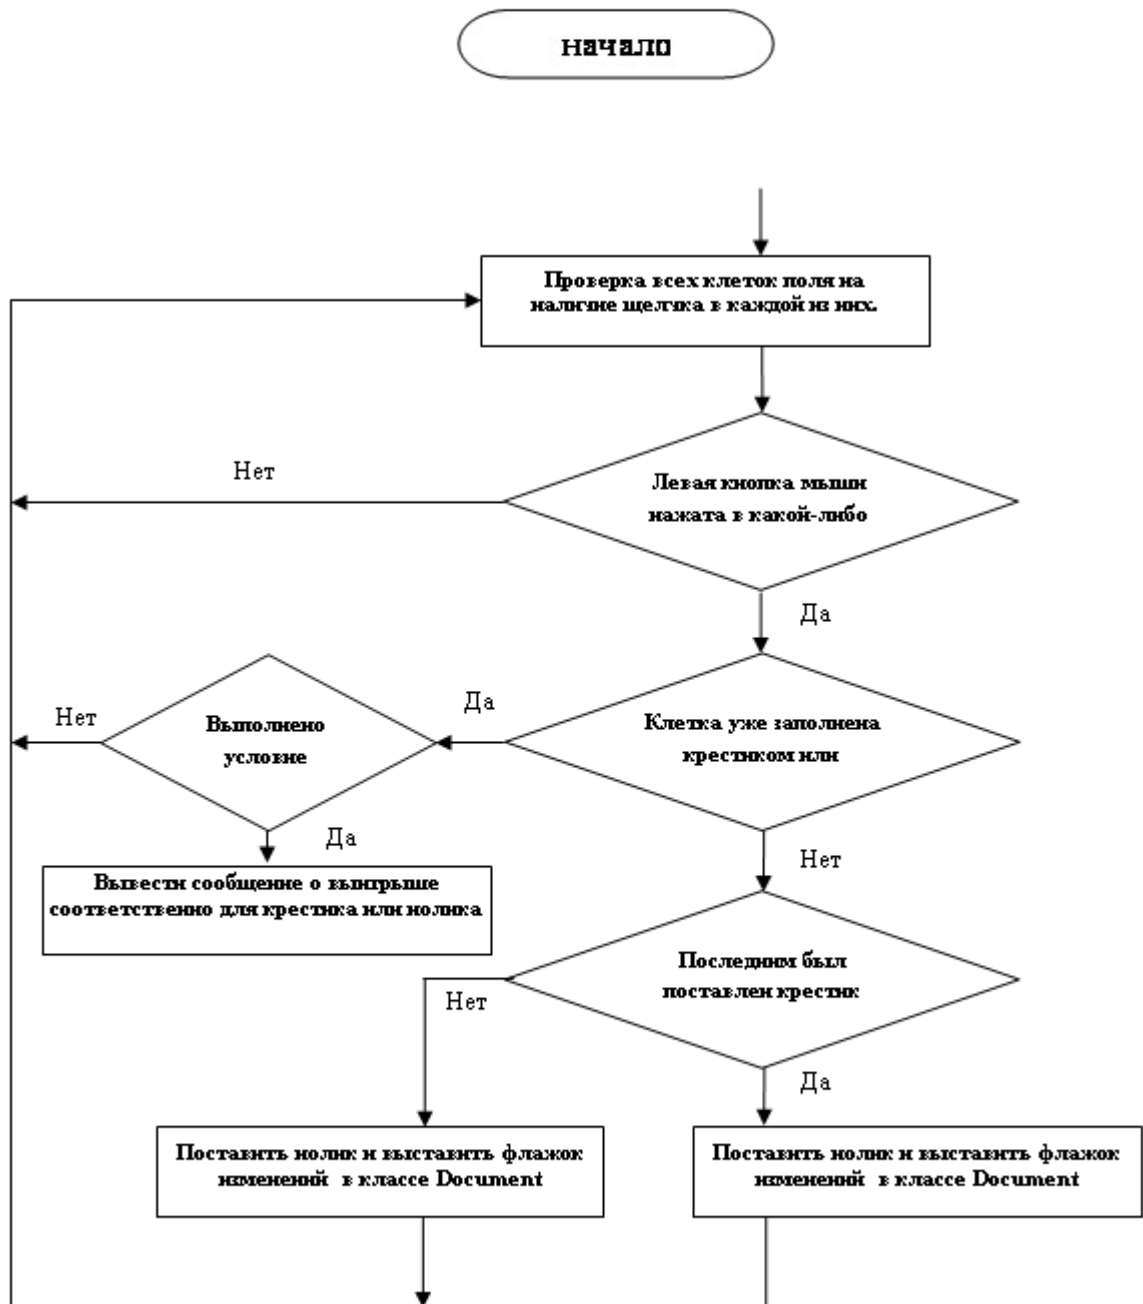 начало
Проверка всех клеток поля на
наличие щелчка в каждой из них.
Нет
Левая кнопка мыши
нажата в какой-либо
Да
Нет
Выполнено
условие
Да
Клетка уже заполнена
крестиком или
Да
Нет
Вывести сообщение о выигрыше
соответственно для крестика или нолика
Последним был
поставлен крестик
Нет
Да
Поставить нолик и выставить флажок
изменений в классе Document
Поставить нолик и выставить флажок
изменений в классе Document